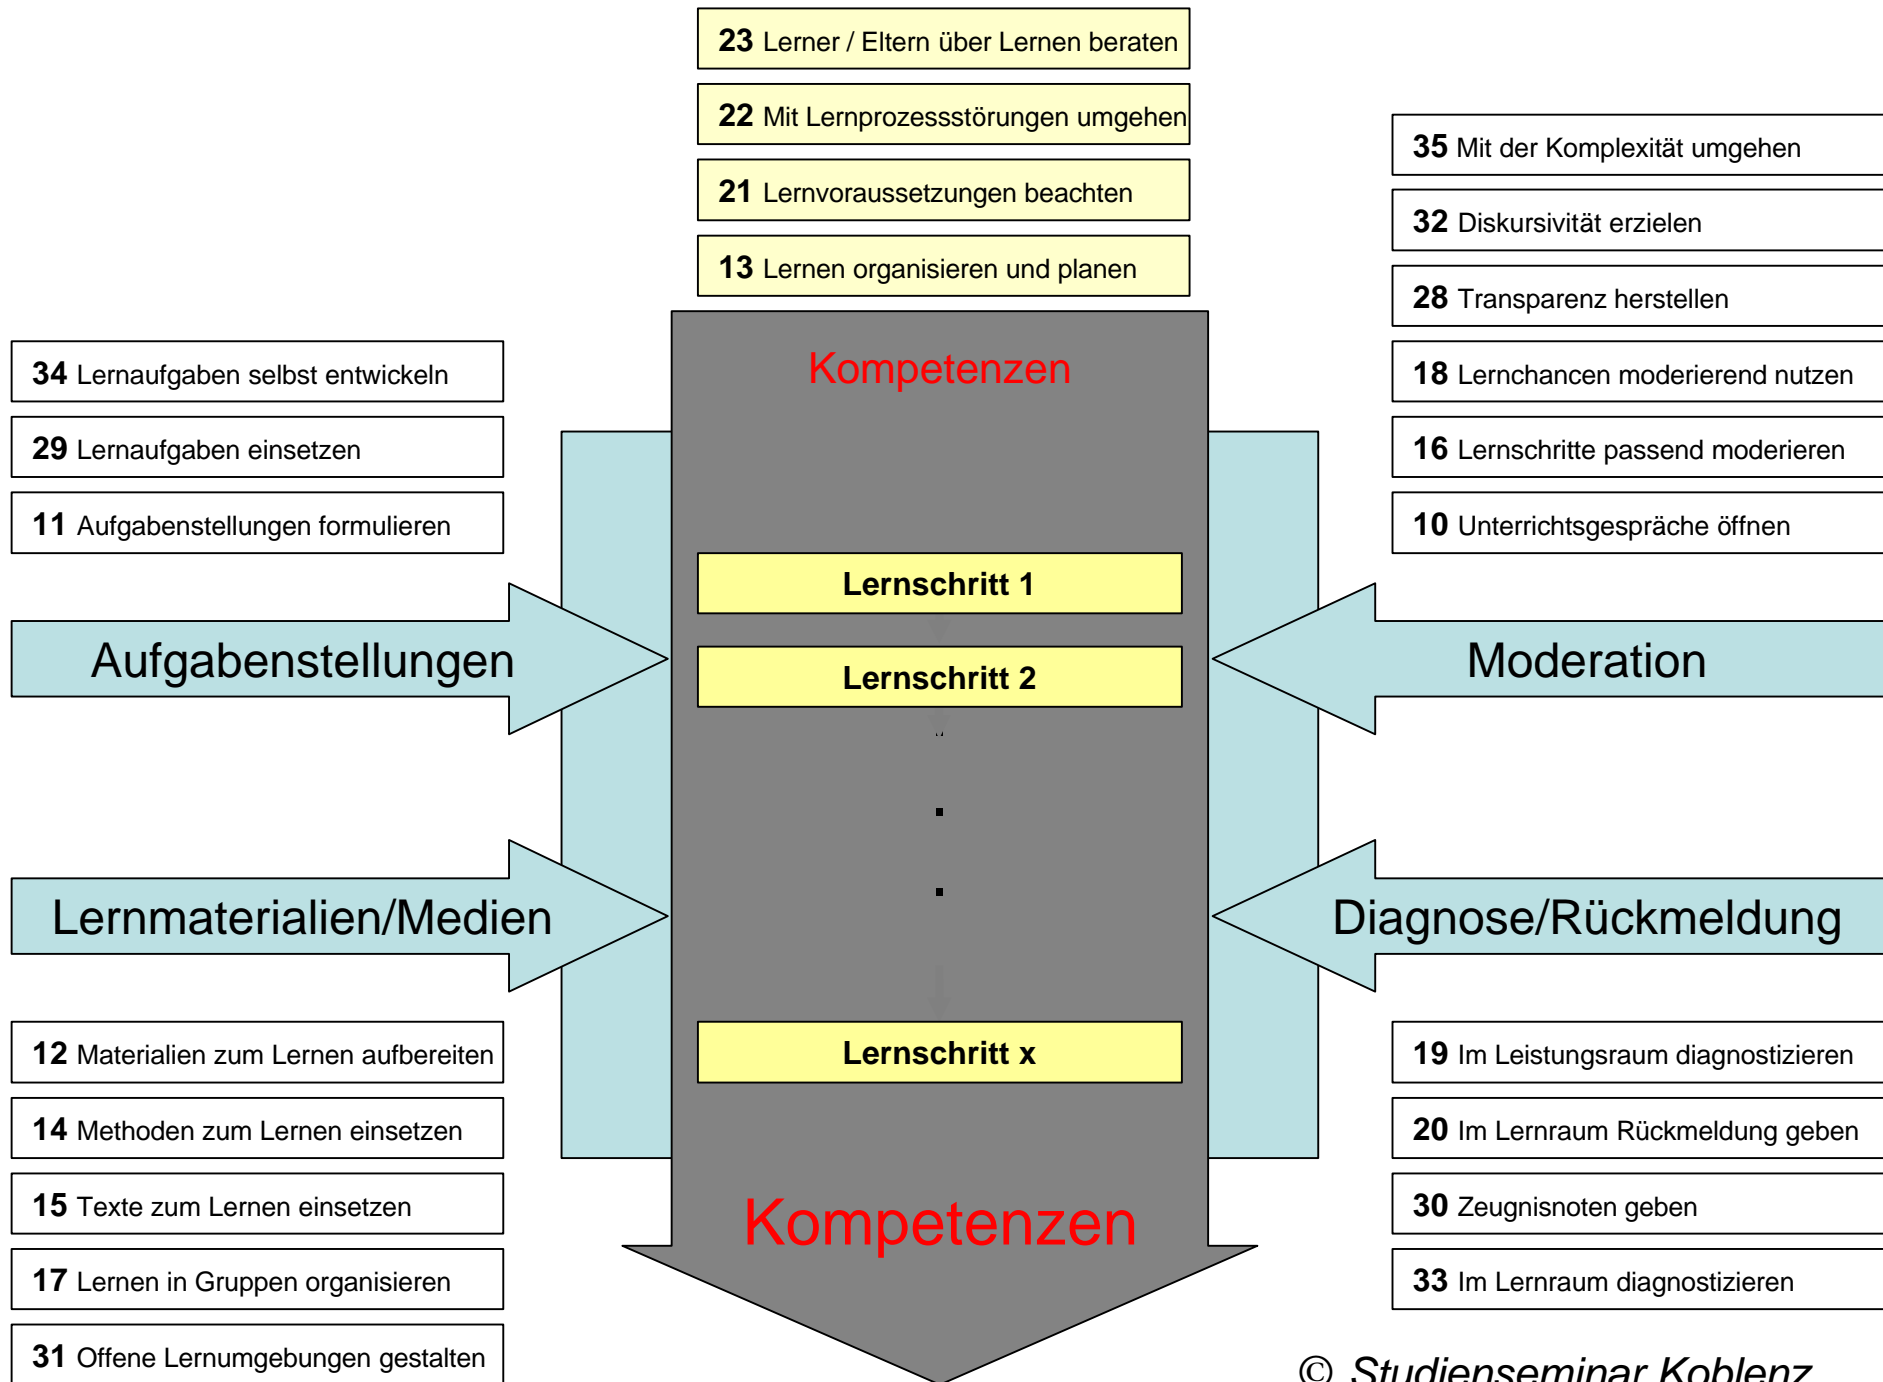 23 Lerner / Eltern über Lernen beraten
22 Mit Lernprozessstörungen umgehen
21 Lernvoraussetzungen beachten
13 Lernen organisieren und planen
34 Lernaufgaben selbst entwickeln
29 Lernaufgaben einsetzen
11 Aufgabenstellungen formulieren
Aufgabenstellungen
Lernmaterialien/Medien
12 Materialien zum Lernen aufbereiten
14 Methoden zum Lernen einsetzen
15 Texte zum Lernen einsetzen
17 Lernen in Gruppen organisieren
31 Offene Lernumgebungen gestalten
Kompetenzen
Lernschritt 1
Lernschritt 2
.
.
Lernschritt x
Kompetenzen
35 Mit der Komplexität umgehen
32 Diskursivität erzielen
28 Transparenz herstellen
18 Lernchancen moderierend nutzen
16 Lernschritte passend moderieren
10 Unterrichtsgespräche öffnen
Moderation
Diagnose/Rückmeldung
19 Im Leistungsraum diagnostizieren
20 Im Lernraum Rückmeldung geben
30 Zeugnisnoten geben
33 Im Lernraum diagnostizieren
© Studienseminar Koblenz